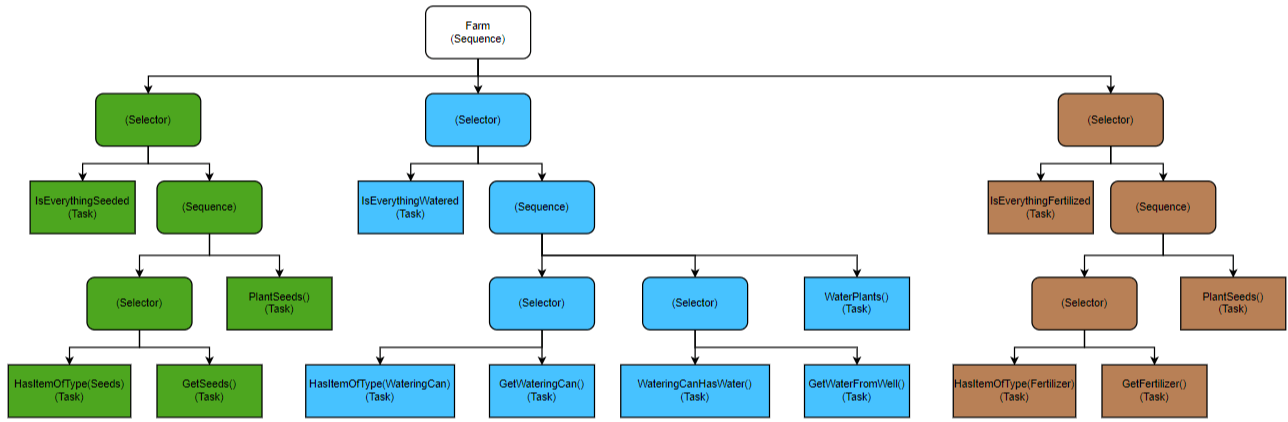 Farm
(Sequence)
(Selector)
(Selector)
(Selector)
IsEverythingSeeded
(Task)
(Sequence)
IsEverythingWatered
(Task)
(Sequence)
IsEverythingFertilized
(Task)
(Sequence)
(Selector)
PlantSeeds()
(Task)
(Selector)
(Selector)
WaterPlants()
(Task)
(Selector)
PlantSeeds()
(Task)
HasItemOfType(Seeds)
(Task)
GetSeeds()
(Task)
HasItemOfType(WateringCan)
(Task)
GetWateringCan()
(Task)
WateringCanHasWater()
(Task)
GetWaterFromWell()
(Task)
HasItemOfType(Fertilizer)
(Task)
GetFertilizer()
(Task)